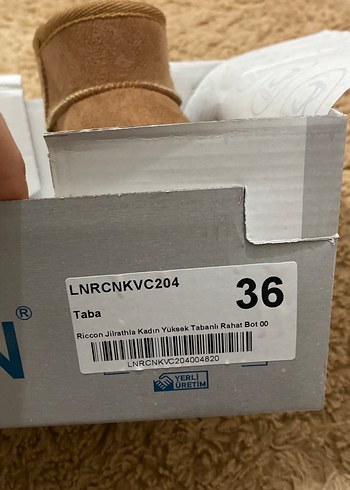 LNRCNKVC204
36
Taba
Riccon Jilrathla Kadın Yüksek Tabanlı Rahat Bot 00
LNRCNKVC204004820
®
YERLİ
ÜRETİM